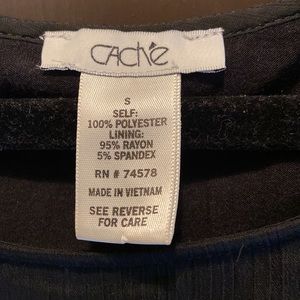 CAChé
S
SELF:
100% POLYESTER
LINING:
95% RAYON
5% SPANDEX
RN # 74578
MADE IN VIETNAM
SEE REVERSE
FOR CARE